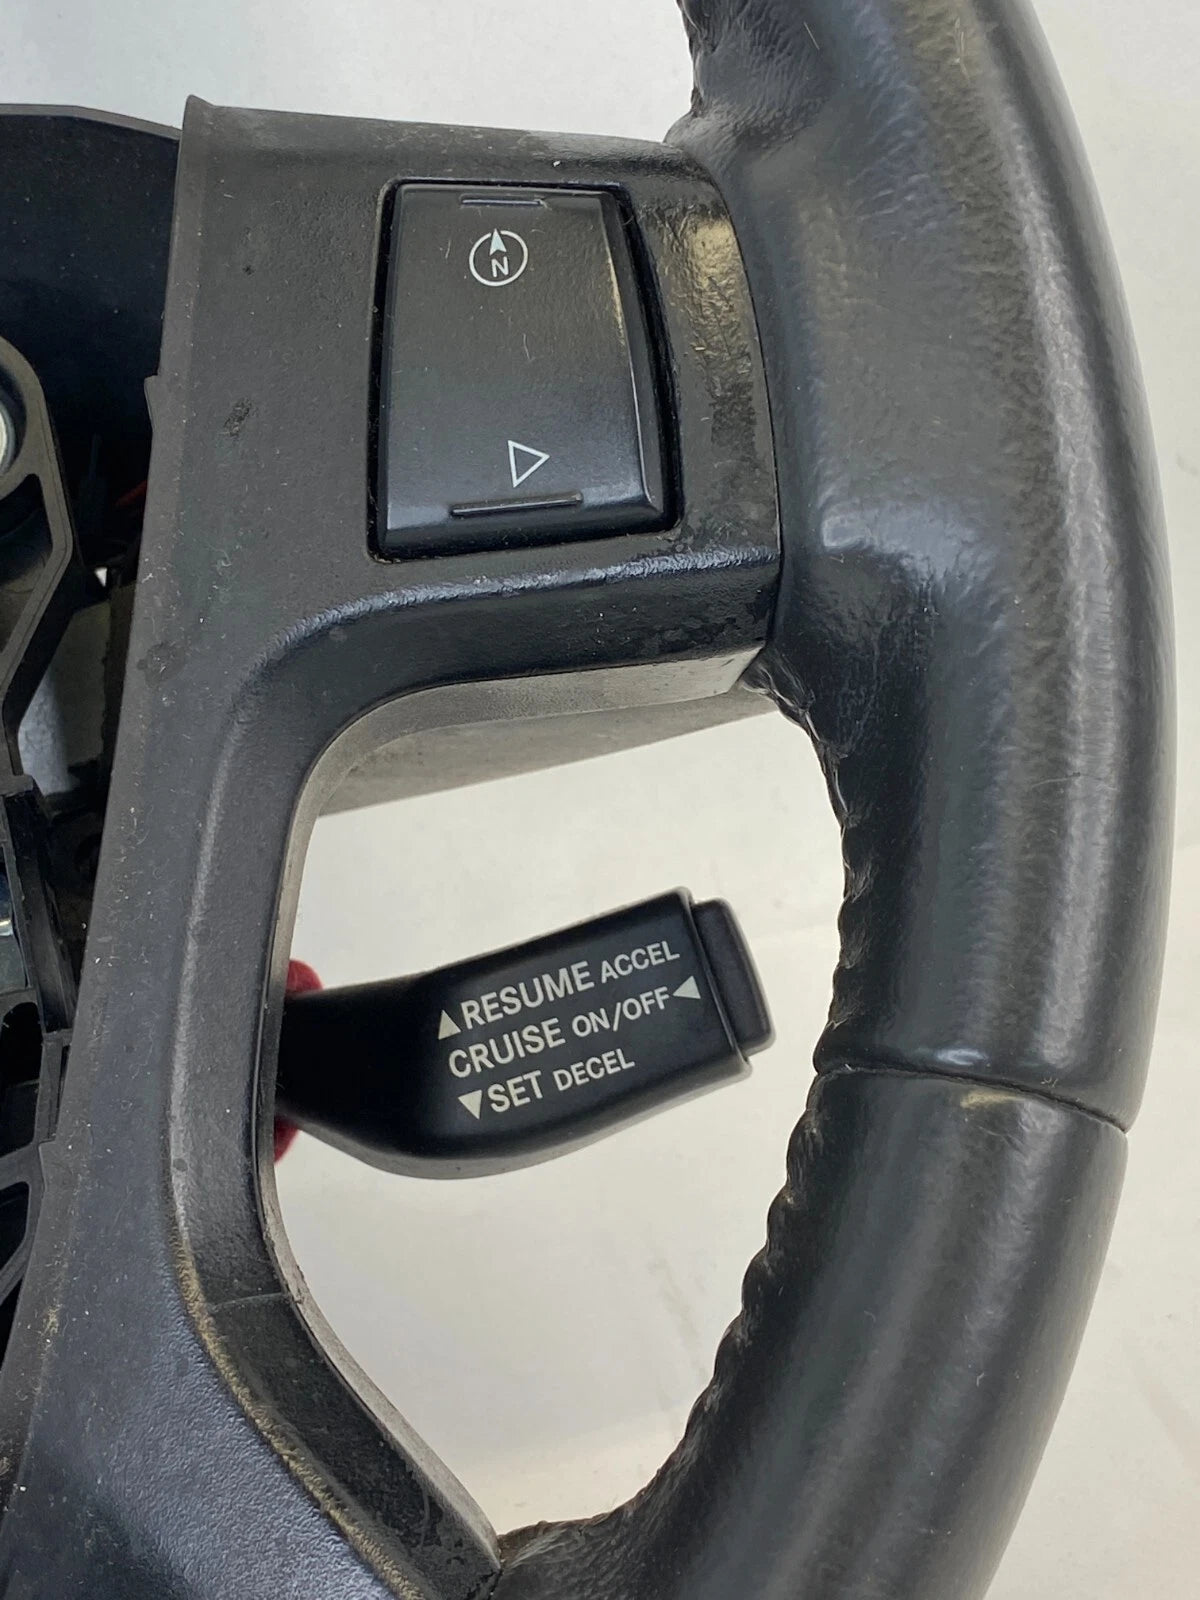 N
▲RESUME ACCEL
CRUISE ON/OFF◀
▼SET DECEL